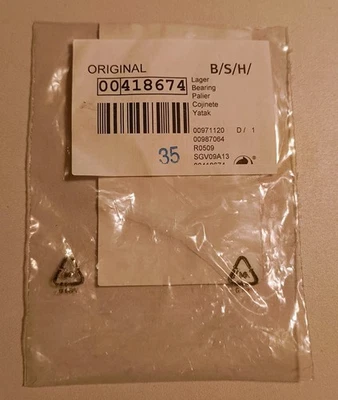 ORIGINAL B/S/H/
00418674
Lager
Bearing
Palier
Cojinete
Yatak
00971120 D / 1
00987064
R0509
SGV09A13
35